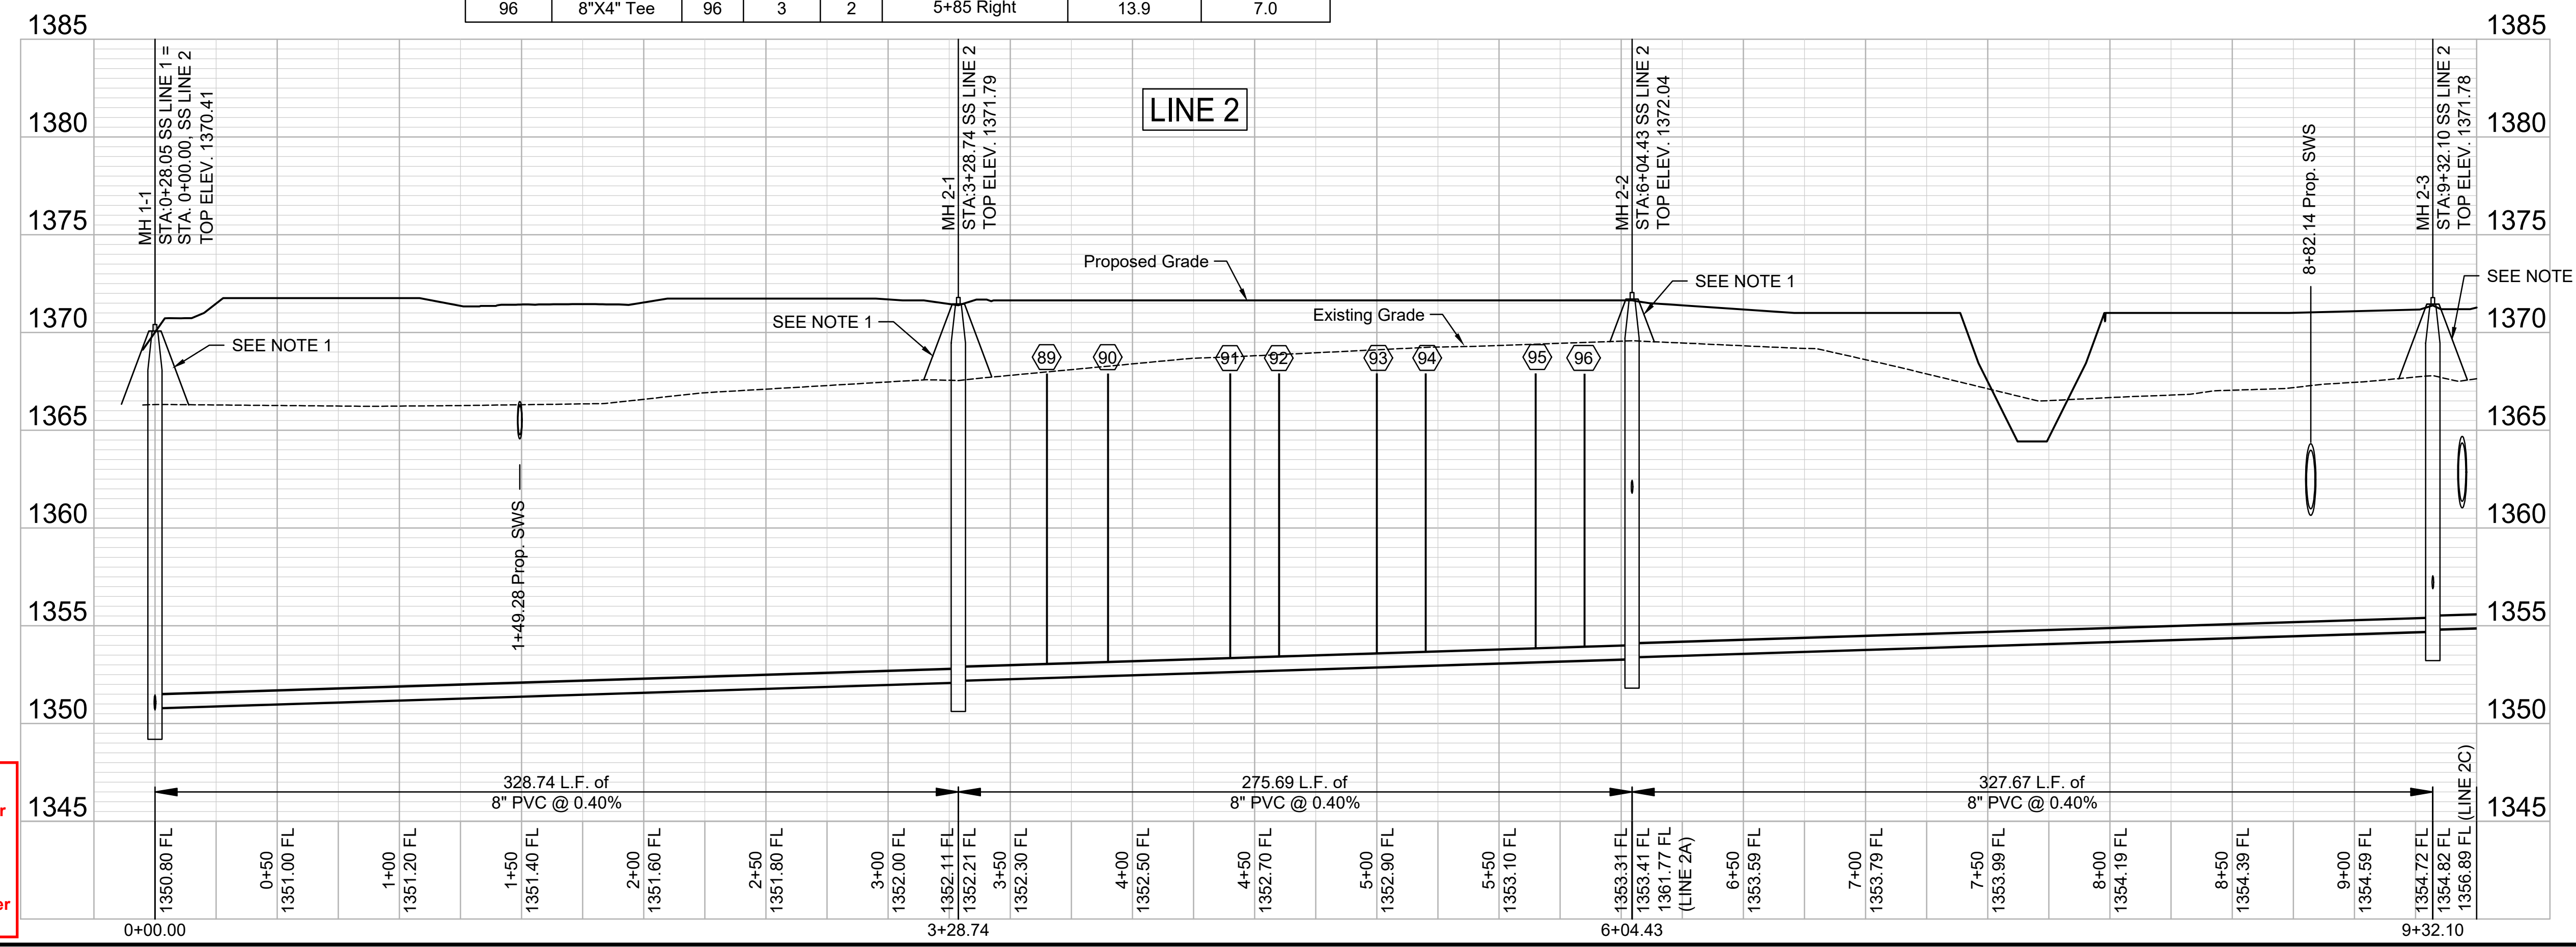 96 8"X4" Tee 96 3 2 5+85 Right 13.9 7.0
1385
1385
1380
1380
1375
1375
1370
1370
1365
1365
1360
1360
1355
1355
1350
1350
1345
1345
LINE 2
MH 1-1
STA:0+28.05 SS LINE 1 =
STA. 0+00.00, SS LINE 2
TOP ELEV. 1370.41
MH 2-1
STA:3+28.74 SS LINE 2
TOP ELEV. 1371.79
MH 2-2
STA:6+04.43 SS LINE 2
TOP ELEV. 1372.04
MH 2-3
STA:9+32.10 SS LINE 2
TOP ELEV. 1371.78
8+82.14 Prop. SWS
1+49.28 Prop. SWS
Proposed Grade
Existing Grade
SEE NOTE 1
SEE NOTE 1
SEE NOTE 1
SEE NOTE
89
90
91
92
93
94
95
96
328.74 L.F. of
8" PVC @ 0.40%
275.69 L.F. of
8" PVC @ 0.40%
327.67 L.F. of
8" PVC @ 0.40%
r
er
1350.80 FL
0+50
1351.00 FL
1+00
1351.20 FL
1+50
1351.40 FL
2+00
1351.60 FL
2+50
1351.80 FL
3+00
1352.00 FL
1352.11 FL
1352.21 FL
3+50
1352.30 FL
4+00
1352.50 FL
4+50
1352.70 FL
5+00
1352.90 FL
5+50
1353.10 FL
1353.31 FL
1353.41 FL
1361.77 FL
(LINE 2A)
6+50
1353.59 FL
7+00
1353.79 FL
7+50
1353.99 FL
8+00
1354.19 FL
8+50
1354.39 FL
9+00
1354.59 FL
1354.72 FL
1354.82 FL
1356.89 FL (LINE 2C)
0+00.00
3+28.74
6+04.43
9+32.10